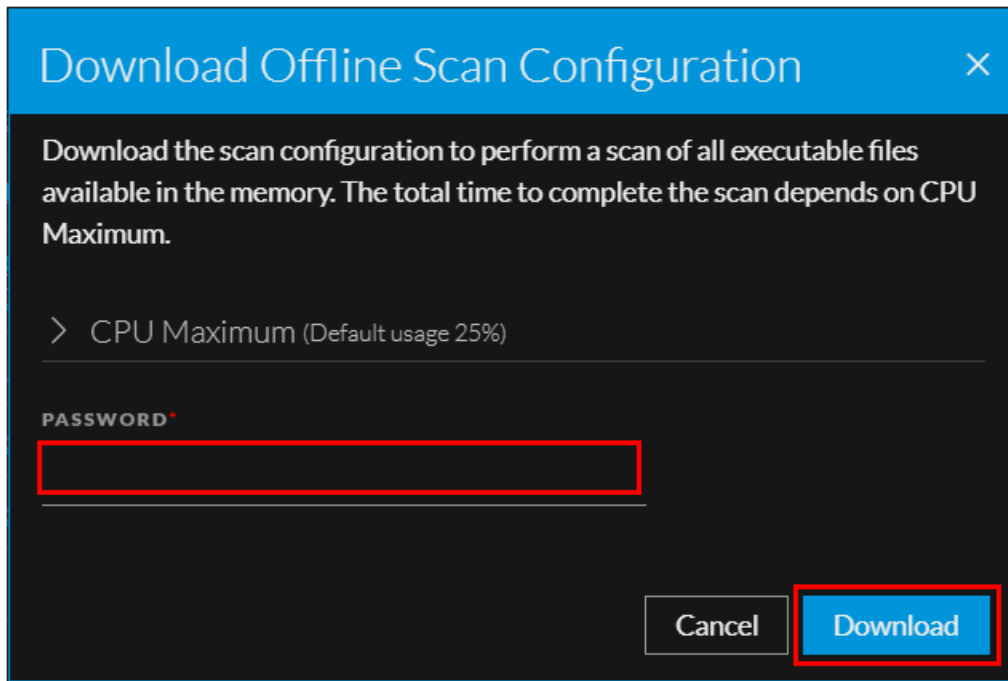 Download Offline Scan Configuration
Download the scan configuration to perform a scan of all executable files
available in the memory. The total time to complete the scan depends on CPU
Maximum.
CPU Maximum (Default usage 25%)
PASSWORD*
Cancel Download